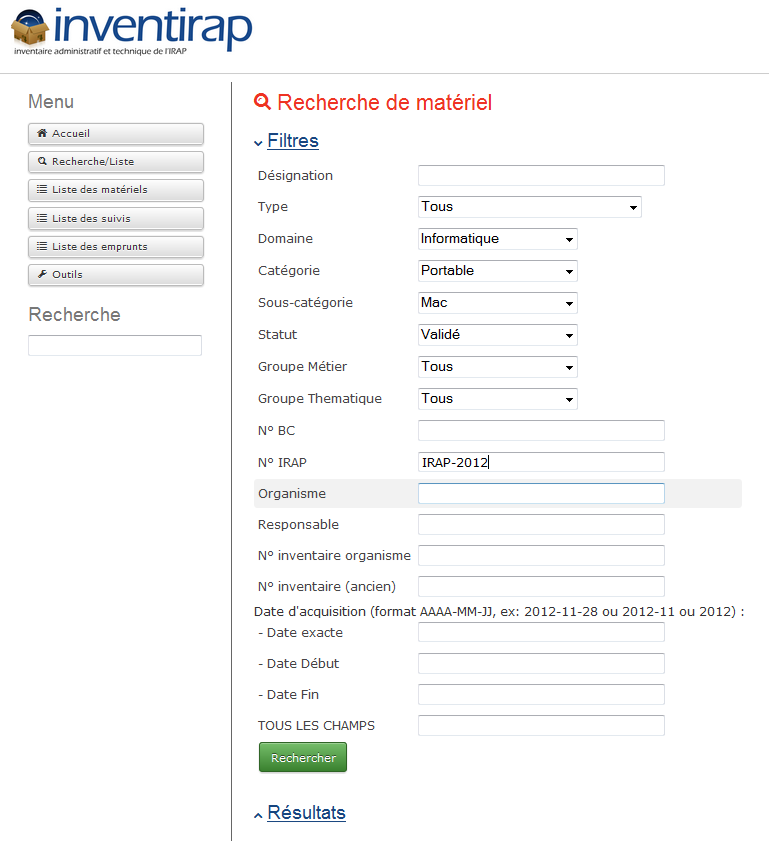 inventirap
inventaire administratif et technique de l'IRAP
Menu
Accueil
Recherche/Liste
Liste des matériels
Liste des suivis
Liste des emprunts
Outils
Recherche
Recherche de matériel
Filtres
Désignation
Type Tous
Domaine Informatique
Catégorie Portable
Sous-catégorie Mac
Statut Validé
Groupe Métier Tous
Groupe Thematique Tous
N° BC
N° IRAP IRAP-2012
Organisme
Responsable
N° inventaire organisme
N° inventaire (ancien)
Date d'acquisition (format AAAA-MM-JJ, ex: 2012-11-28 ou 2012-11 ou 2012) :
- Date exacte
- Date Début
- Date Fin
TOUS LES CHAMPS
Rechercher
Résultats